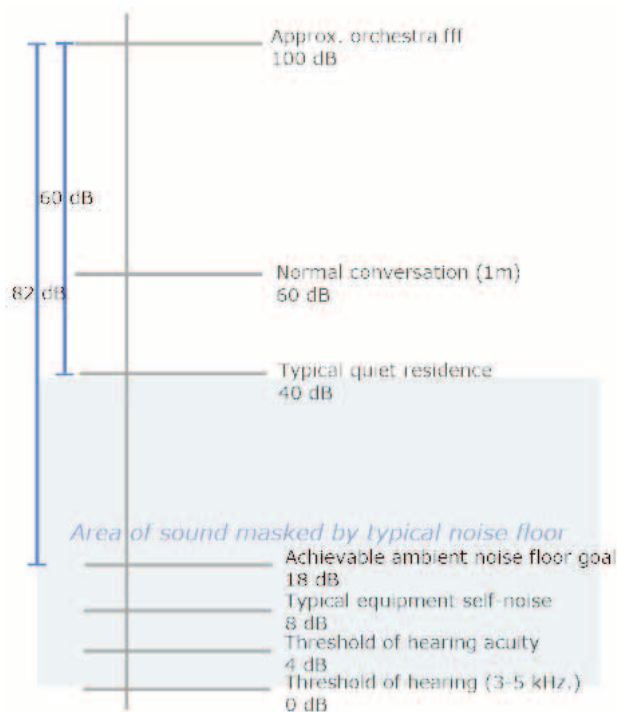 Approx. orchestra fff
100 dB
60 dB
Normal conversation (1m)
60 dB
82 dB
Typical quiet residence
40 dB
Area of sound masked by typical noise floor
Achievable ambient noise floor goal
18 dB
Typical equipment self-noise
8 dB
Threshold of hearing acuity
4 dB
Threshold of hearing (3-5 kHz.)
0 dB